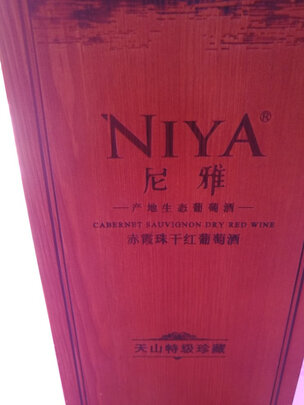 NIYA®
尼雅
产地生态葡萄酒
CABERNET SAUVIGNON DRY RED WINE
赤霞珠干红葡萄酒
天山特级珍藏